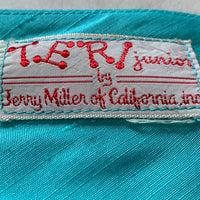 TERI junior
by
Jerry Miller of California, inc.